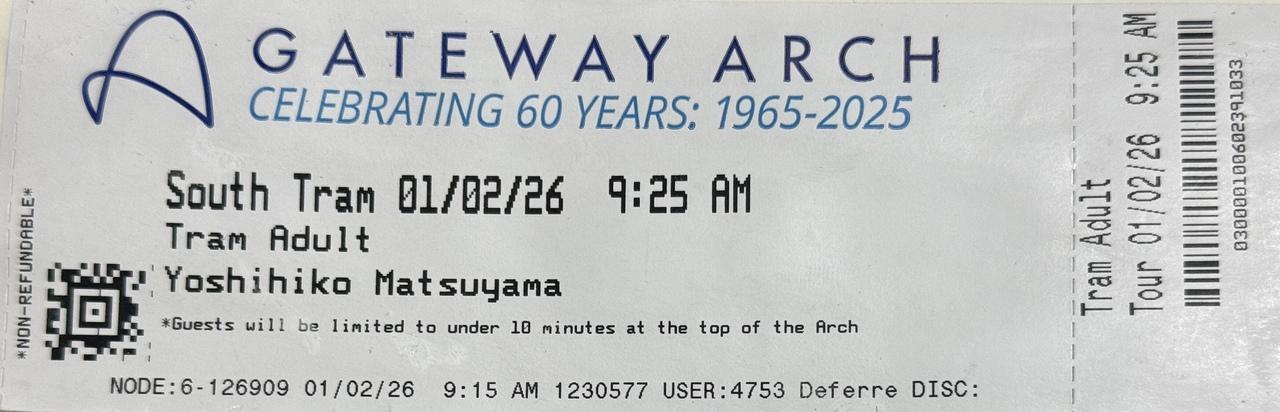 GATEWAY ARCH
CELEBRATING 60 YEARS: 1965-2025
South Tram 01/02/26 9:25 AM
Tram Adult
Yoshihiko Matsuyama
*Guests will be limited to under 10 minutes at the top of the Arch
NODE:6-126909 01/02/26 9:15 AM 1230577 USER:4753 Deferre DISC:
*NON-REFUNDABLE*
Tram Adult
Tour 01/02/26 9:25 AM
030000100602391033